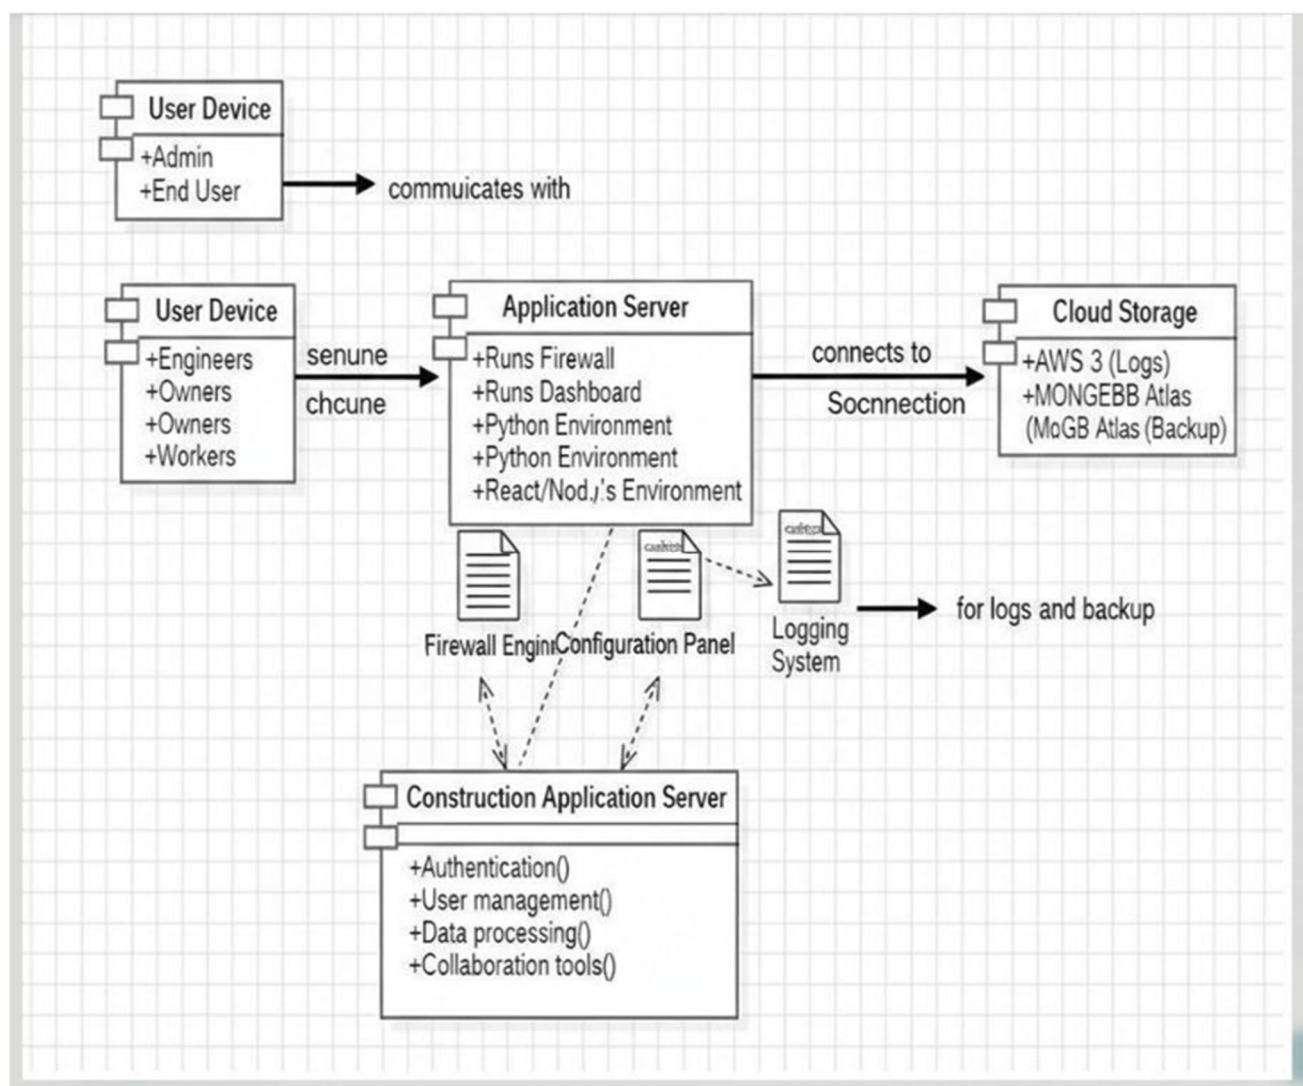 User Device
+Admin
+End User
commuicates with
User Device
+Engineers
+Owners
+Owners
+Workers
senune
chcune
Application Server
+Runs Firewall
+Runs Dashboard
+Python Environment
+Python Environment
+React/Nod./'s Environment
connects to
Socnnection
Cloud Storage
+AWS 3 (Logs)
+MONGEBB Atlas
(MoGB Atlas (Backup)
Firewall Engin
Configuration Panel
Logging
System
for logs and backup
Construction Application Server
+Authentication()
+User management()
+Data processing()
+Collaboration tools()